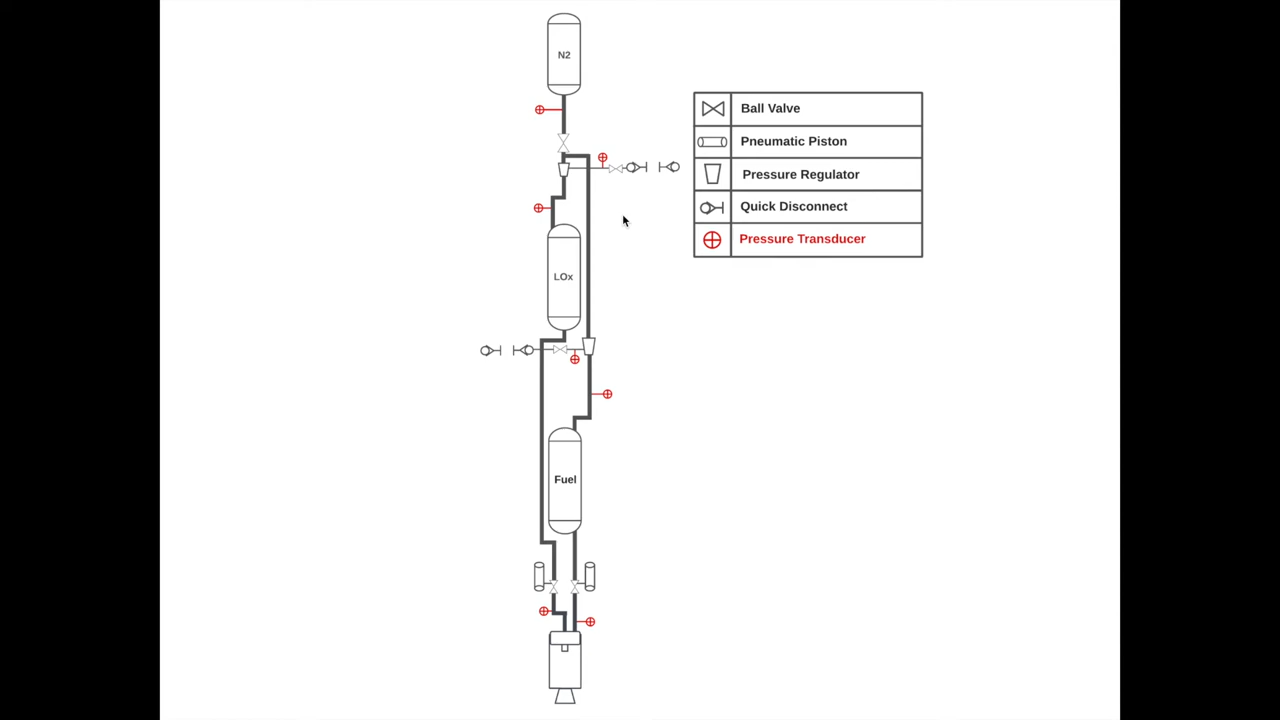 N2
Ball Valve
Pneumatic Piston
Pressure Regulator
Quick Disconnect
Pressure Transducer
LOx
Fuel